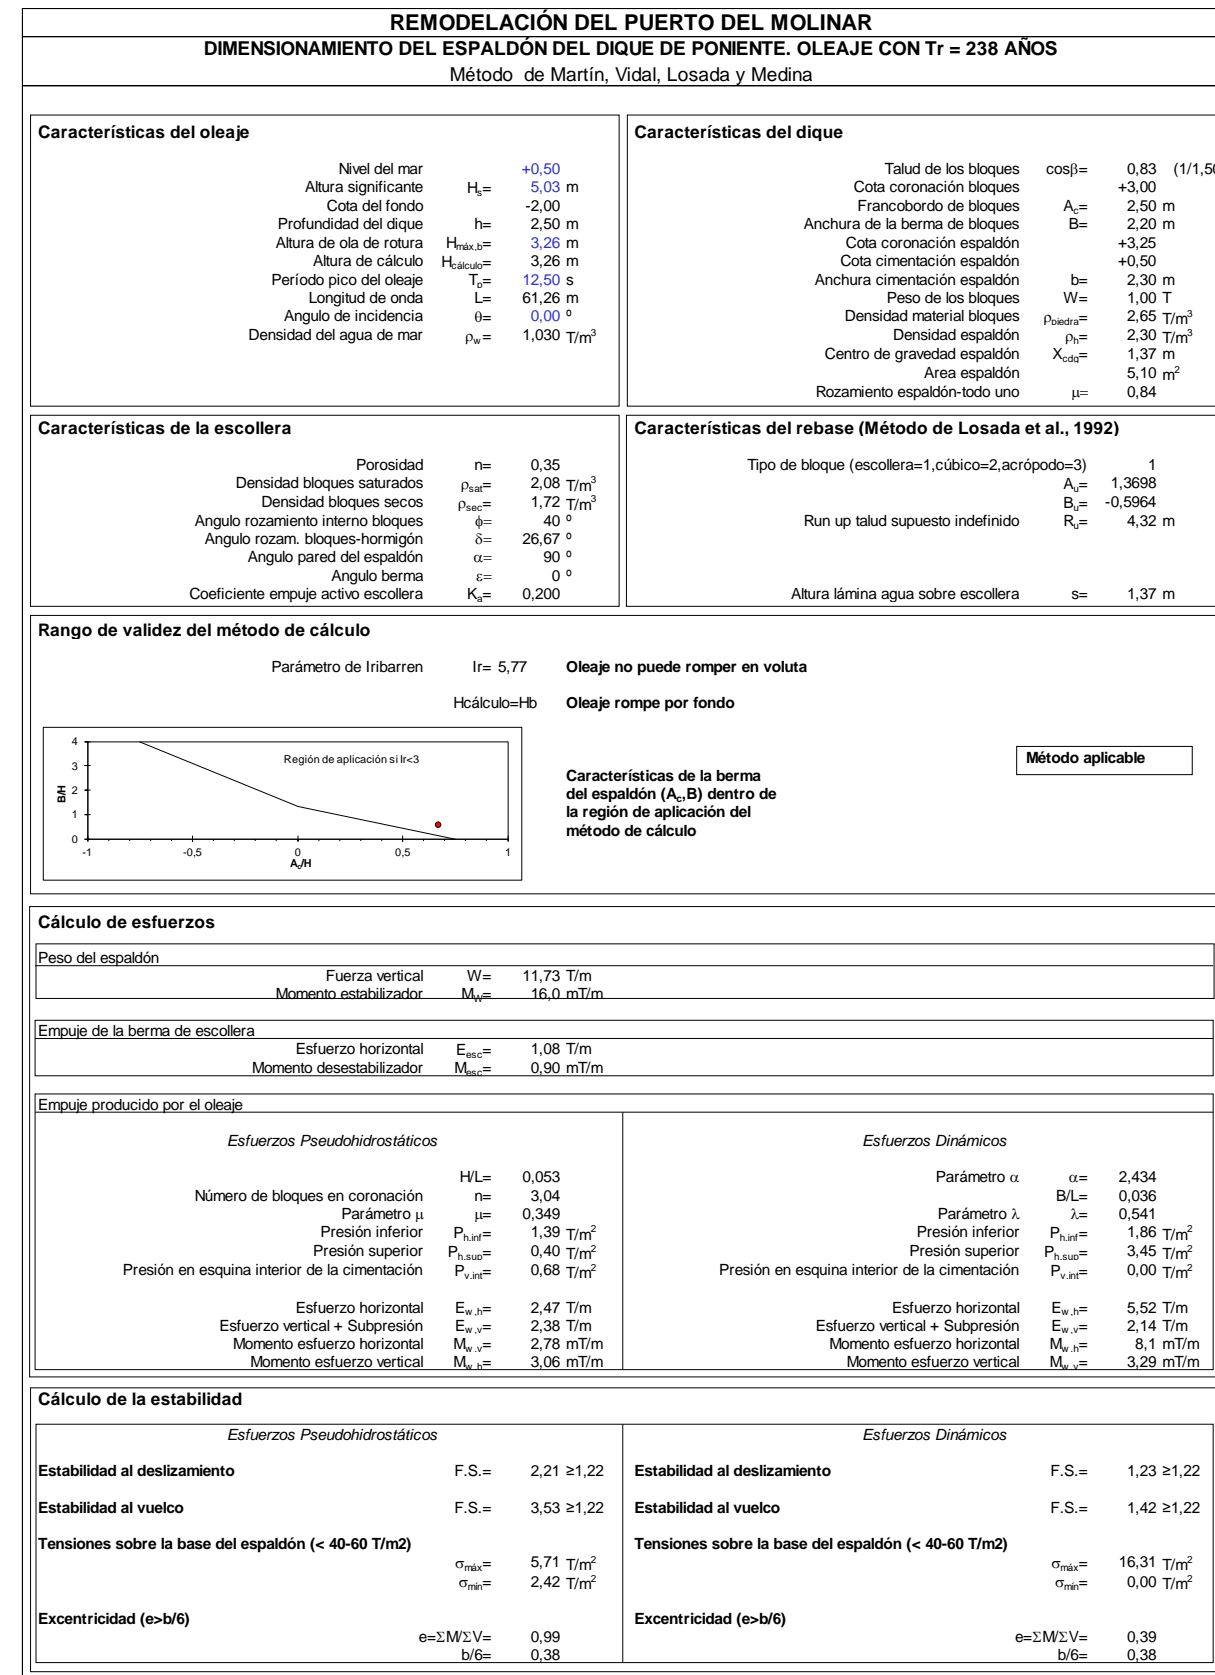 REMODELACIÓN DEL PUERTO DEL MOLINAR
DIMENSIONAMIENTO DEL ESPALDÓN DEL DIQUE DE PONIENTE. OLEAJE CON Tr = 238 AÑOS
Método de Martín, Vidal, Losada y Medina
Características del oleaje
Nivel del mar +0,50
Altura significante Hs= 5,03 m
Cota del fondo -2,00
Profundidad del dique h= 2,50 m
Altura de ola de rotura Hmáx,b= 3,26 m
Altura de cálculo Hcálculo= 3,26 m
Período pico del oleaje Tp= 12,50 s
Longitud de onda L= 61,26 m
Angulo de incidencia θ= 0,00 º
Densidad del agua de mar ρw= 1,030 T/m³
Características del dique
Talud de los bloques cosβ= 0,83 (1/1,50
Cota coronación bloques +3,00
Francobordo de bloques Ac= 2,50 m
Anchura de la berma de bloques B= 2,20 m
Cota coronación espaldón +3,25
Cota cimentación espaldón +0,50
Anchura cimentación espaldón b= 2,30 m
Peso de los bloques W= 1,00 T
Densidad material bloques ρpiedra= 2,65 T/m³
Densidad espaldón ρh= 2,30 T/m³
Centro de gravedad espaldón Xcdg= 1,37 m
Area espaldón 5,10 m²
Rozamiento espaldón-todo uno μ= 0,84
Características de la escollera
Porosidad n= 0,35
Densidad bloques saturados ρsat= 2,08 T/m³
Densidad bloques secos ρsec= 1,72 T/m³
Angulo rozamiento interno bloques ϕ= 40 º
Angulo rozam. bloques-hormigón δ= 26,67 º
Angulo pared del espaldón α= 90 º
Angulo berma ε= 0 º
Coeficiente empuje activo escollera Ka= 0,200
Características del rebase (Método de Losada et al., 1992)
Tipo de bloque (escollera=1,cúbico=2,acrópodo=3) 1
Au= 1,3698
Bu= -0,5964
Run up talud supuesto indefinido Ru= 4,32 m
Altura lámina agua sobre escollera s= 1,37 m
Rango de validez del método de cálculo
Parámetro de Iribarren Ir= 5,77 Oleaje no puede romper en voluta
Hcálculo=Hb Oleaje rompe por fondo
4
3
2
1
0
B/H
-1 -0,5 0 0,5 1
Ac/H
Región de aplicación si Ir<3
Características de la berma
del espaldón (Ac,B) dentro de
la región de aplicación del
método de cálculo
Método aplicable
Cálculo de esfuerzos
Peso del espaldón
Fuerza vertical W= 11,73 T/m
Momento estabilizador MW= 16,0 mT/m
Empuje de la berma de escollera
Esfuerzo horizontal Eesc= 1,08 T/m
Momento desestabilizador Mesc= 0,90 mT/m
Empuje producido por el oleaje
Esfuerzos Pseudohidrostáticos
H/L= 0,053
Número de bloques en coronación n= 3,04
Parámetro μ μ= 0,349
Presión inferior Ph.inf= 1,39 T/m²
Presión superior Ph.sup= 0,40 T/m²
Presión en esquina interior de la cimentación Pv.int= 0,68 T/m²
Esfuerzo horizontal Ew,h= 2,47 T/m
Esfuerzo vertical + Subpresión Ew,v= 2,38 T/m
Momento esfuerzo horizontal Mw,v= 2,78 mT/m
Momento esfuerzo vertical Mw,h= 3,06 mT/m
Esfuerzos Dinámicos
Parámetro α α= 2,434
B/L= 0,036
Parámetro λ λ= 0,541
Presión inferior Ph.inf= 1,86 T/m²
Presión superior Ph.sup= 3,45 T/m²
Presión en esquina interior de la cimentación Pv.int= 0,00 T/m²
Esfuerzo horizontal Ew,h= 5,52 T/m
Esfuerzo vertical + Subpresión Ew,v= 2,14 T/m
Momento esfuerzo horizontal Mw,h= 8,1 mT/m
Momento esfuerzo vertical Mw,v= 3,29 mT/m
Cálculo de la estabilidad
Esfuerzos Pseudohidrostáticos
Estabilidad al deslizamiento F.S.= 2,21 ≥1,22
Estabilidad al vuelco F.S.= 3,53 ≥1,22
Tensiones sobre la base del espaldón (< 40-60 T/m2)
σmáx= 5,71 T/m²
σmin= 2,42 T/m²
Excentricidad (e>b/6)
e=ΣM/ΣV= 0,99
b/6= 0,38
Esfuerzos Dinámicos
Estabilidad al deslizamiento F.S.= 1,23 ≥1,22
Estabilidad al vuelco F.S.= 1,42 ≥1,22
Tensiones sobre la base del espaldón (< 40-60 T/m2)
σmáx= 16,31 T/m²
σmin= 0,00 T/m²
Excentricidad (e>b/6)
e=ΣM/ΣV= 0,39
b/6= 0,38